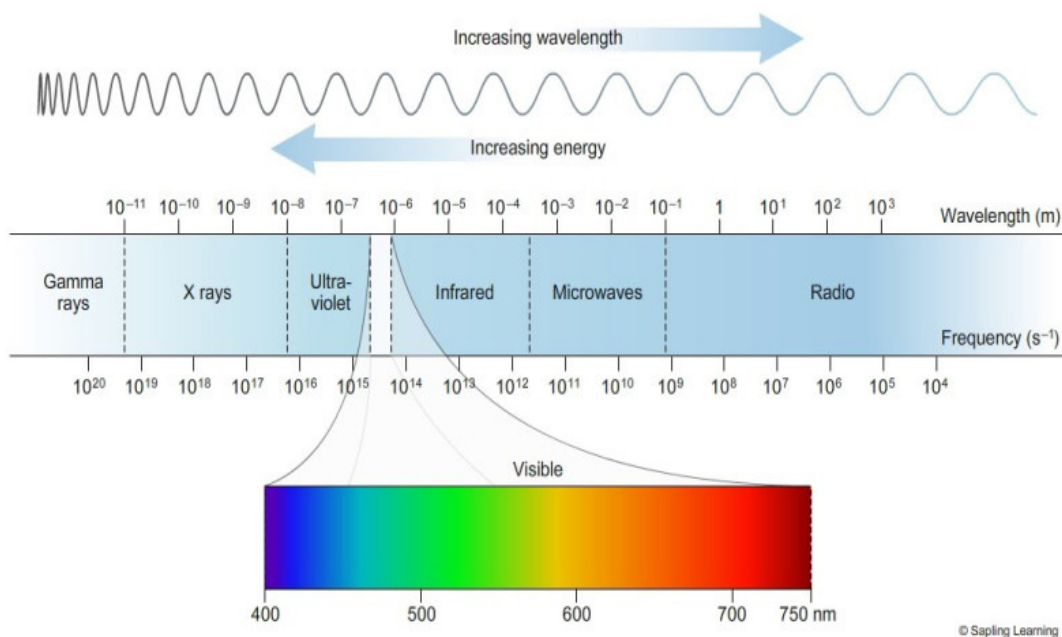 Increasing wavelength
Increasing energy
10⁻¹¹ 10⁻¹⁰ 10⁻⁹ 10⁻⁸ 10⁻⁷ 10⁻⁶ 10⁻⁵ 10⁻⁴ 10⁻³ 10⁻² 10⁻¹ 1 10¹ 10² 10³ Wavelength (m)
Gamma rays
X rays
Ultra-
violet
Infrared
Microwaves
Radio
Frequency (s⁻¹)
10²⁰ 10¹⁹ 10¹⁸ 10¹⁷ 10¹⁶ 10¹⁵ 10¹⁴ 10¹³ 10¹² 10¹¹ 10¹⁰ 10⁹ 10⁸ 10⁷ 10⁶ 10⁵ 10⁴
Visible
400 500 600 700 750 nm
© Sapling Learning